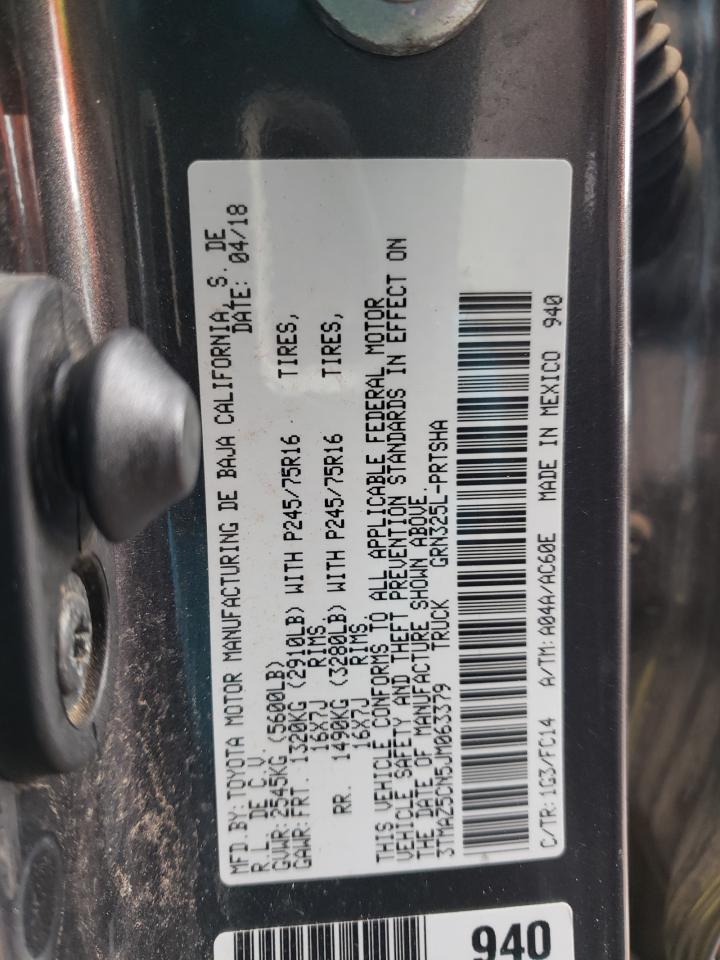 MFD.BY: TOYOTA MOTOR MANUFACTURING DE BAJA CALIFORNIA, S. DE
R.L. DE C.V. DATE: 04/18
GVWR: 2545KG (5600LB)
GAWR: FRT. 1320KG (2910LB) WITH P245/75R16 TIRES,
16X7J RIMS
RR. 1490KG (3280LB) WITH P245/75R16 TIRES,
16X7J RIMS
THIS VEHICLE CONFORMS TO ALL APPLICABLE FEDERAL MOTOR
VEHICLE SAFETY AND THEFT PREVENTION STANDARDS IN EFFECT ON
THE DATE OF MANUFACTURE SHOWN ABOVE.
3TMAZ5CN5JM063379 TRUCK GRN325L-PRTSHA
C/TR: 1G3/FC14 A/TM: A04A/AC60E MADE IN MEXICO 940
940